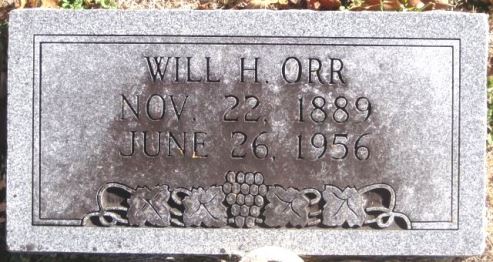 WILL H. ORR
NOV. 22, 1889
JUNE 26, 1956